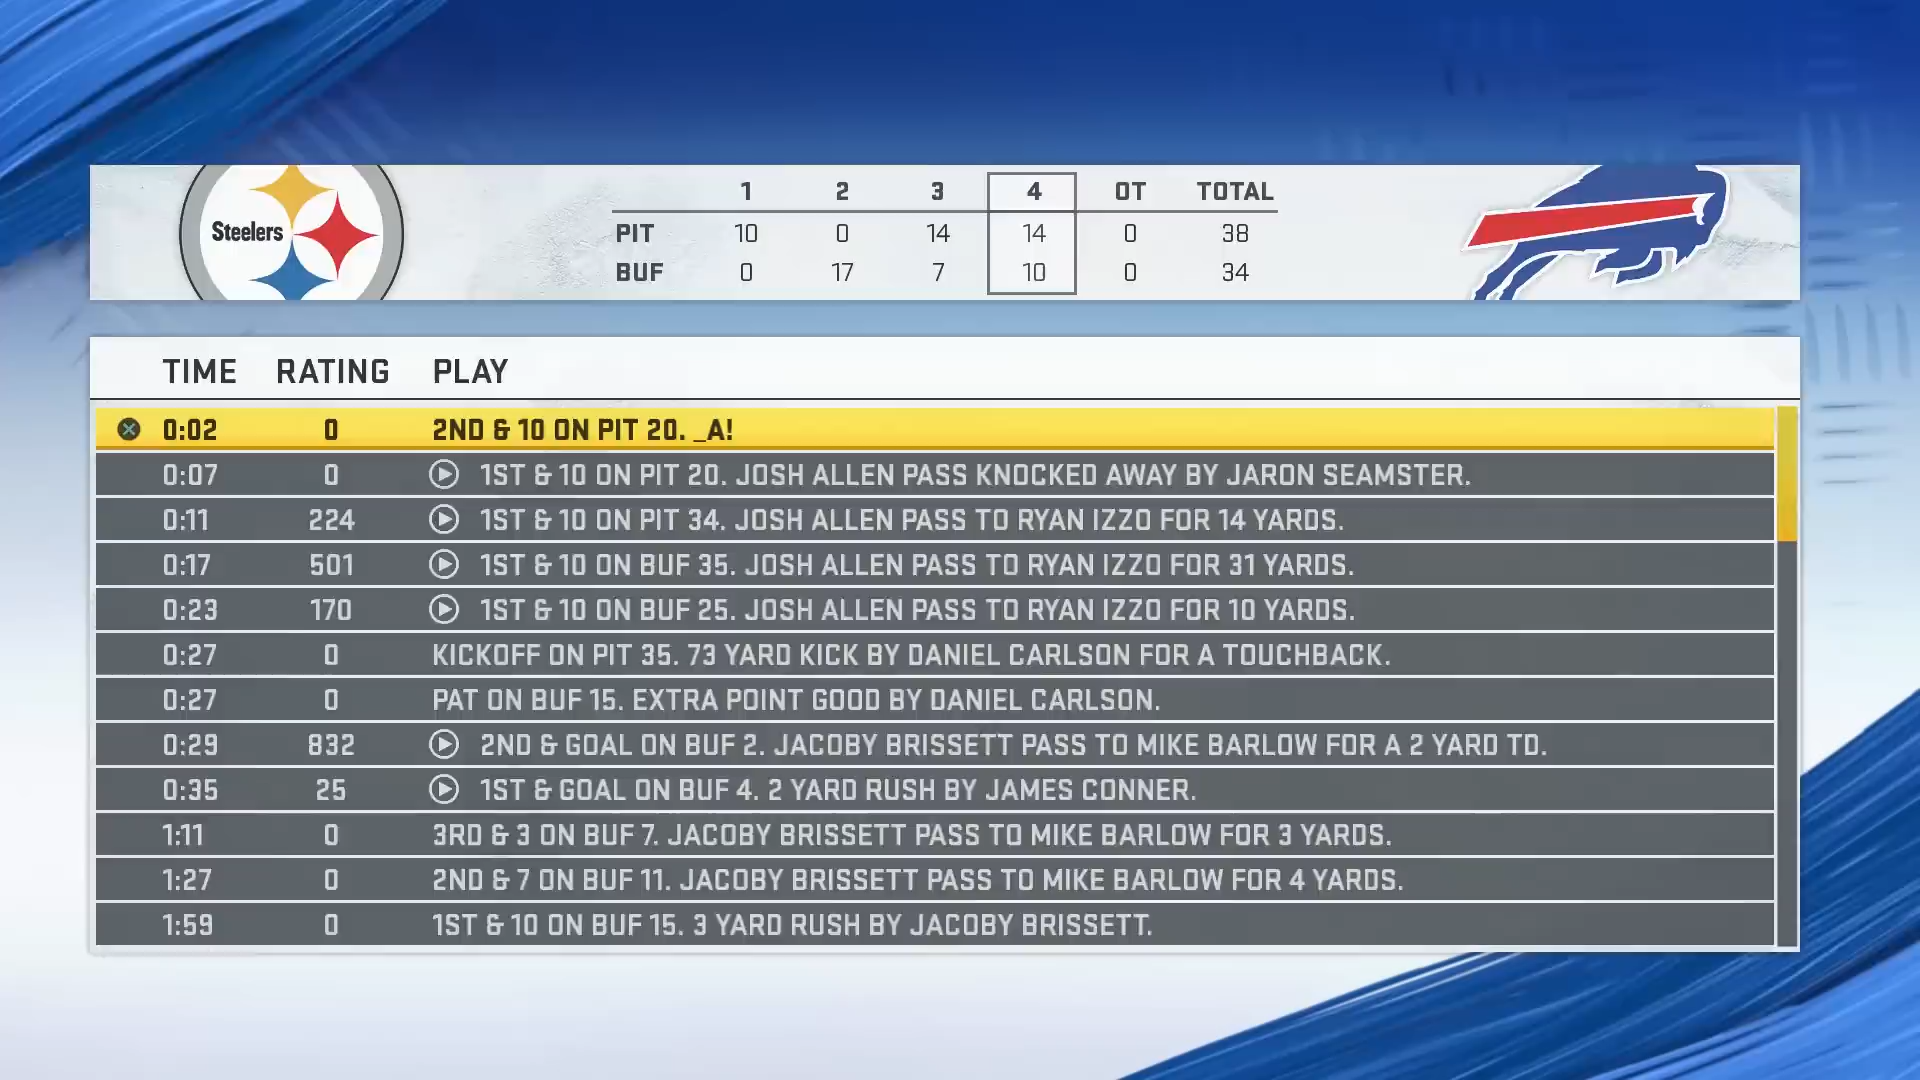 Steelers
1 2 3 4 OT TOTAL
PIT 10 0 14 14 0 38
BUF 0 17 7 10 0 34
TIME RATING PLAY
0:02 0 2ND & 10 ON PIT 20. _A!
0:07 0 1ST & 10 ON PIT 20. JOSH ALLEN PASS KNOCKED AWAY BY JARON SEAMSTER.
0:11 224 1ST & 10 ON PIT 34. JOSH ALLEN PASS TO RYAN IZZO FOR 14 YARDS.
0:17 501 1ST & 10 ON BUF 35. JOSH ALLEN PASS TO RYAN IZZO FOR 31 YARDS.
0:23 170 1ST & 10 ON BUF 25. JOSH ALLEN PASS TO RYAN IZZO FOR 10 YARDS.
0:27 0 KICKOFF ON PIT 35. 73 YARD KICK BY DANIEL CARLSON FOR A TOUCHBACK.
0:27 0 PAT ON BUF 15. EXTRA POINT GOOD BY DANIEL CARLSON.
0:29 832 2ND & GOAL ON BUF 2. JACOBY BRISSETT PASS TO MIKE BARLOW FOR A 2 YARD TD.
0:35 25 1ST & GOAL ON BUF 4. 2 YARD RUSH BY JAMES CONNER.
1:11 0 3RD & 3 ON BUF 7. JACOBY BRISSETT PASS TO MIKE BARLOW FOR 3 YARDS.
1:27 0 2ND & 7 ON BUF 11. JACOBY BRISSETT PASS TO MIKE BARLOW FOR 4 YARDS.
1:59 0 1ST & 10 ON BUF 15. 3 YARD RUSH BY JACOBY BRISSETT.